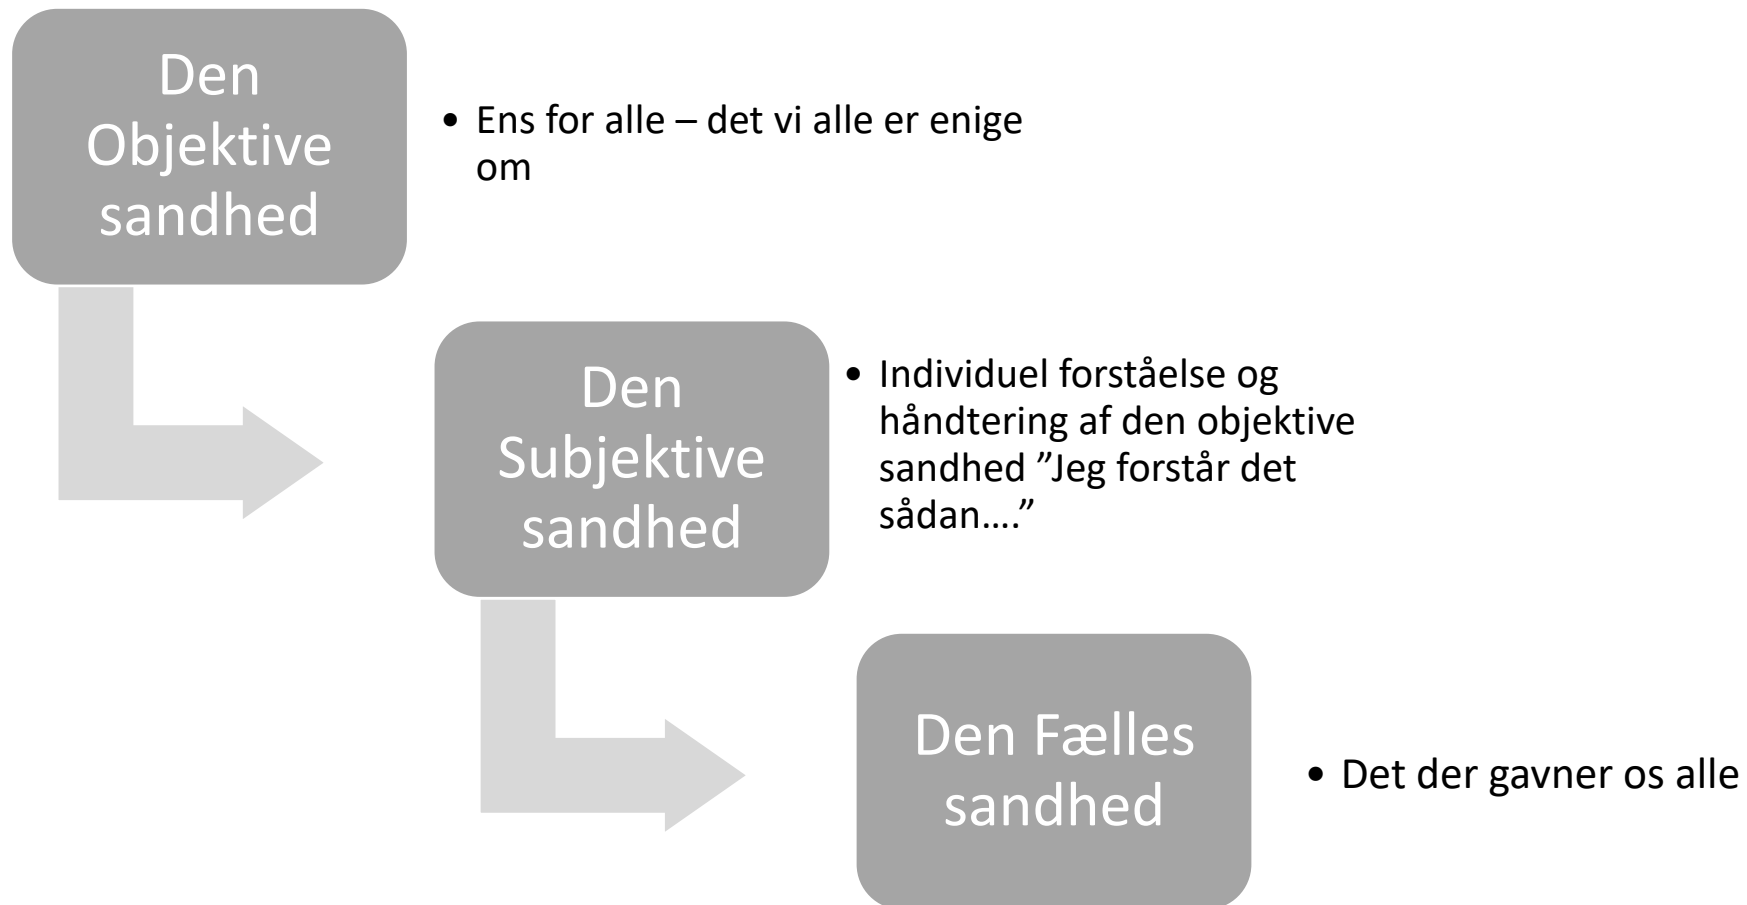 Den
Objektive
sandhed
• Ens for alle – det vi alle er enige
om
Den
Subjektive
sandhed
• Individuel forståelse og
håndtering af den objektive
sandhed ”Jeg forstår det
sådan….”
Den Fælles
sandhed
• Det der gavner os alle